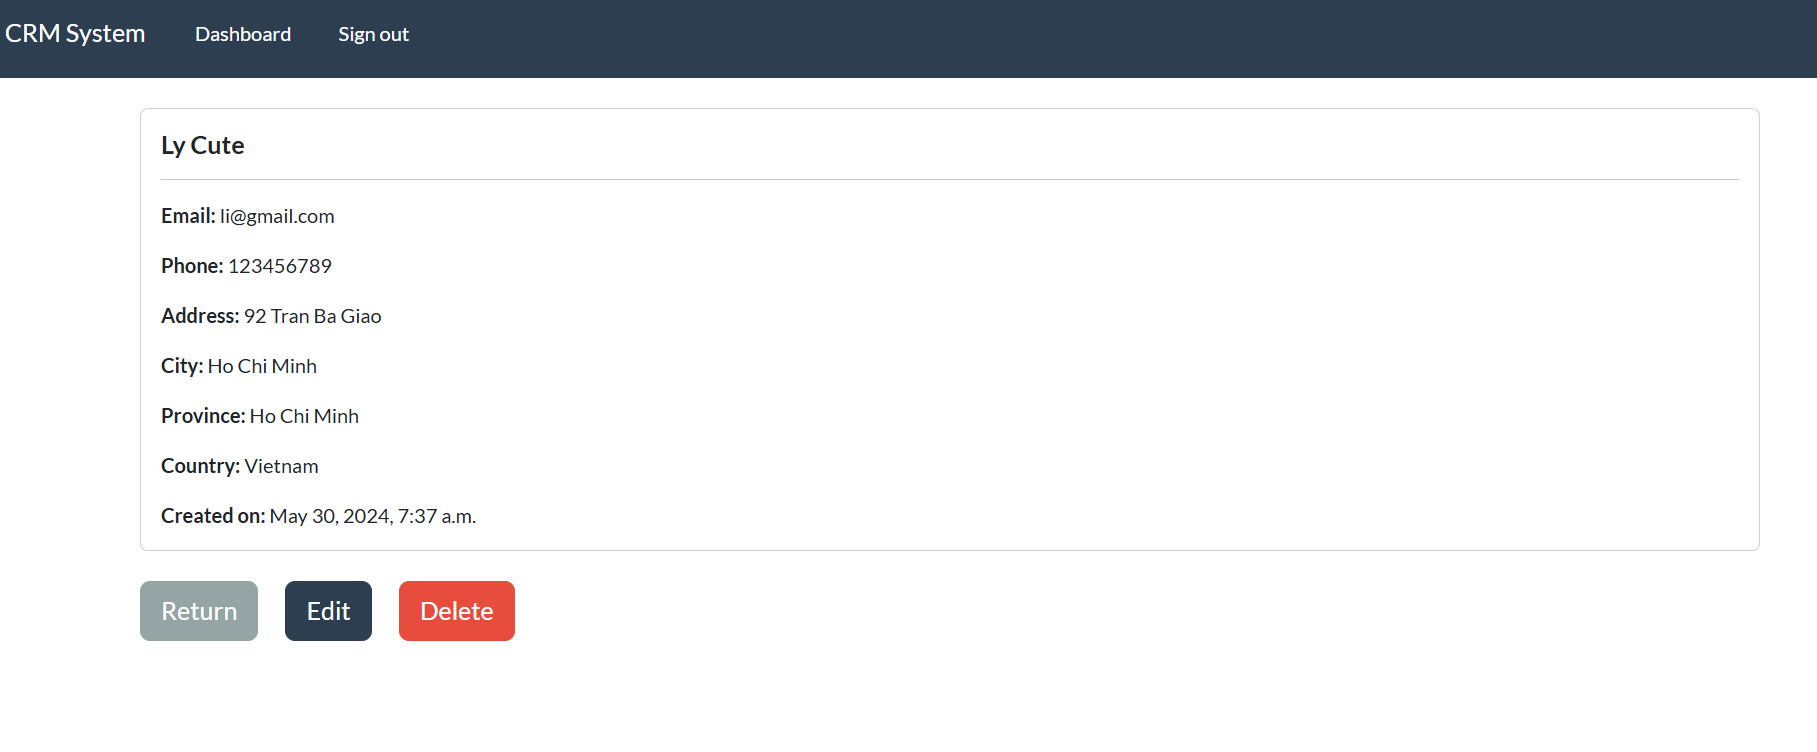 CRM System Dashboard Sign out
Ly Cute
Email: li@gmail.com
Phone: 123456789
Address: 92 Tran Ba Giao
City: Ho Chi Minh
Province: Ho Chi Minh
Country: Vietnam
Created on: May 30, 2024, 7:37 a.m.
Return Edit Delete